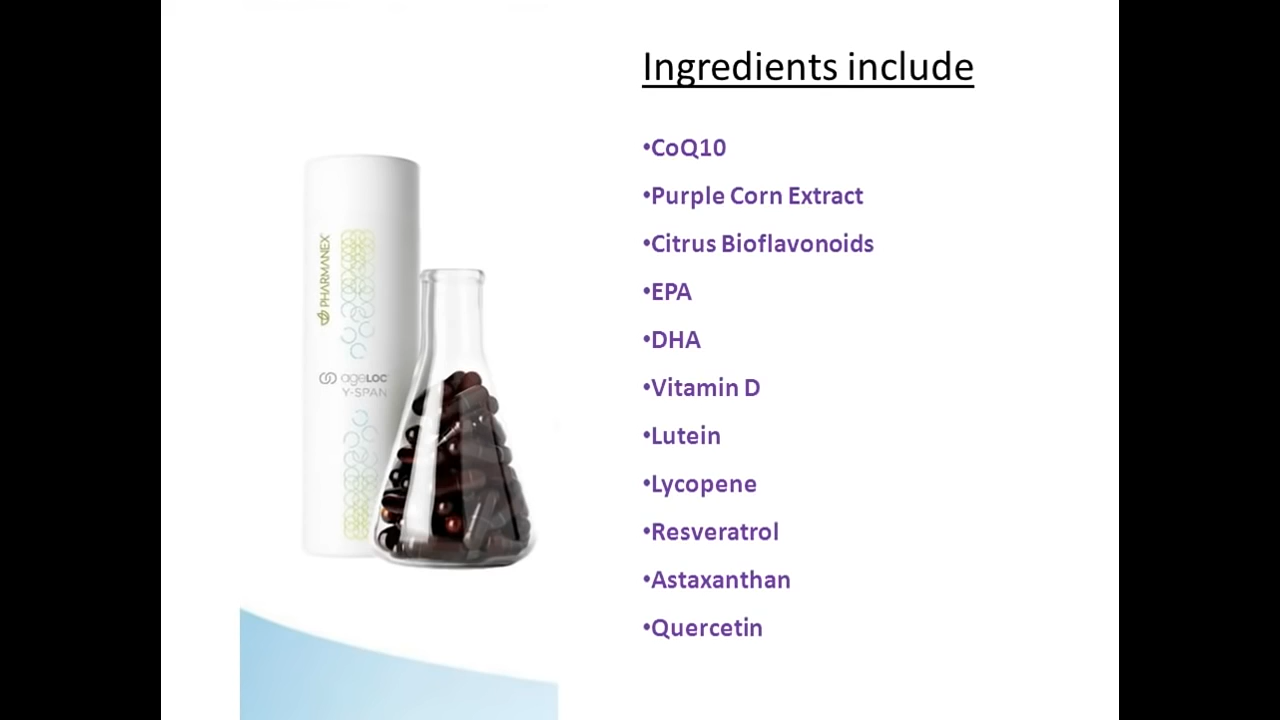 Ingredients include
•CoQ10
•Purple Corn Extract
•Citrus Bioflavonoids
•EPA
•DHA
•Vitamin D
•Lutein
•Lycopene
•Resveratrol
•Astaxanthan
•Quercetin
PHARMANEX
ageLOC
Y-SPAN